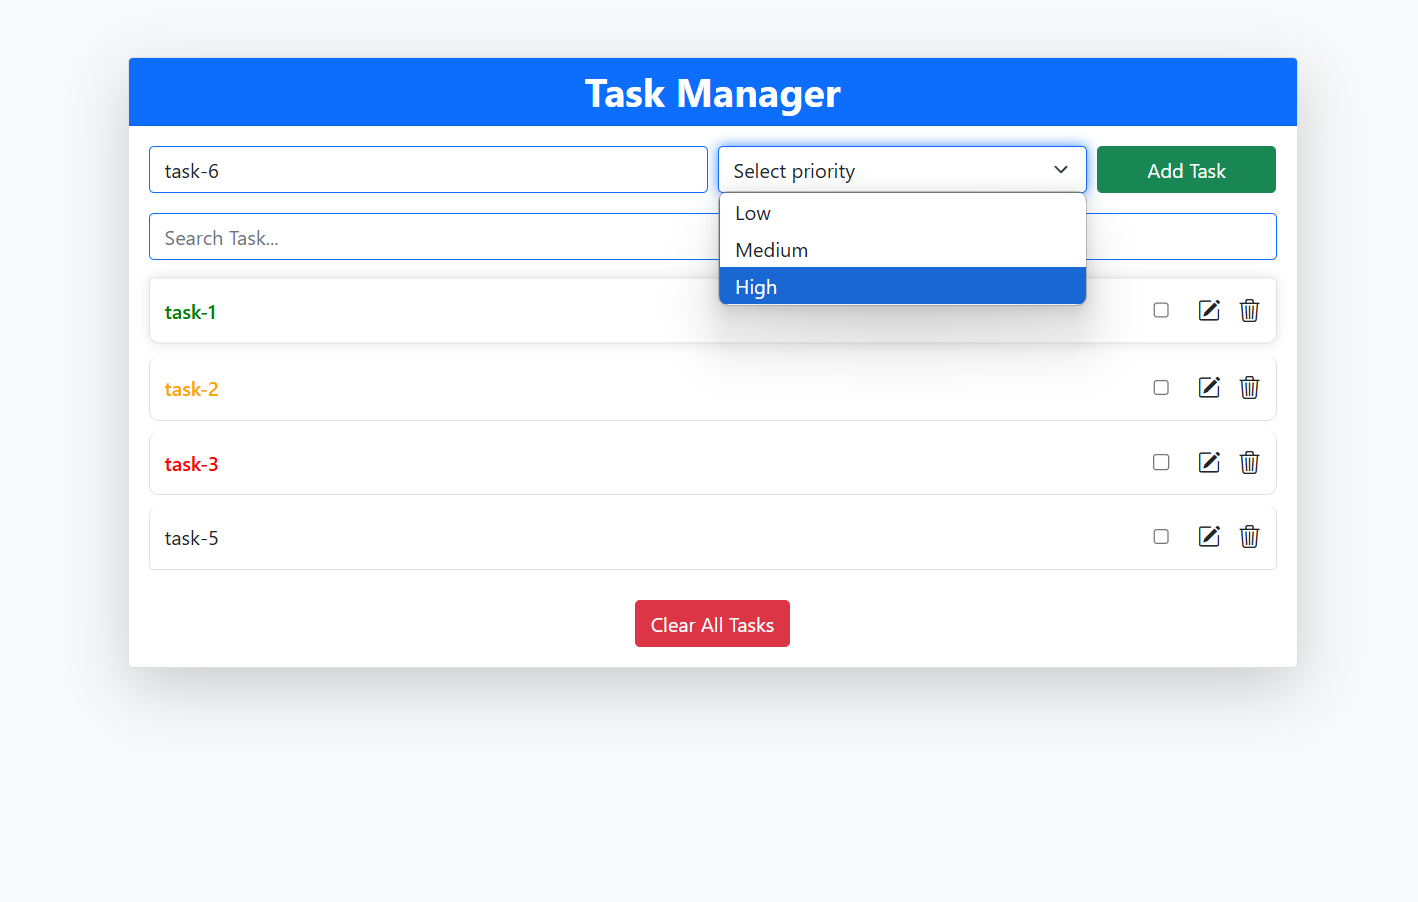 Task Manager
task-6
Select priority
Add Task
Low
Medium
High
Search Task...
task-1
task-2
task-3
task-5
Clear All Tasks